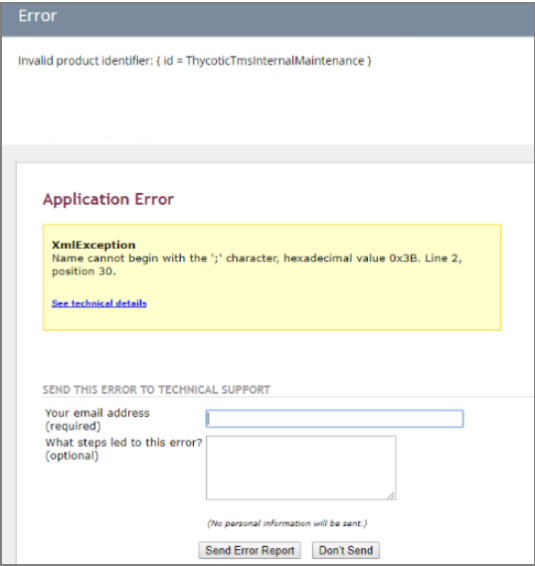 Error
Invalid product identifier: { id = ThycoticTmsInternalMaintenance }
Application Error
XmlException
Name cannot begin with the ';' character, hexadecimal value 0x3B. Line 2,
position 30.
See technical details
SEND THIS ERROR TO TECHNICAL SUPPORT
Your email address
(required)
What steps led to this error?
(optional)
(No personal information will be sent.)
Send Error Report Don't Send